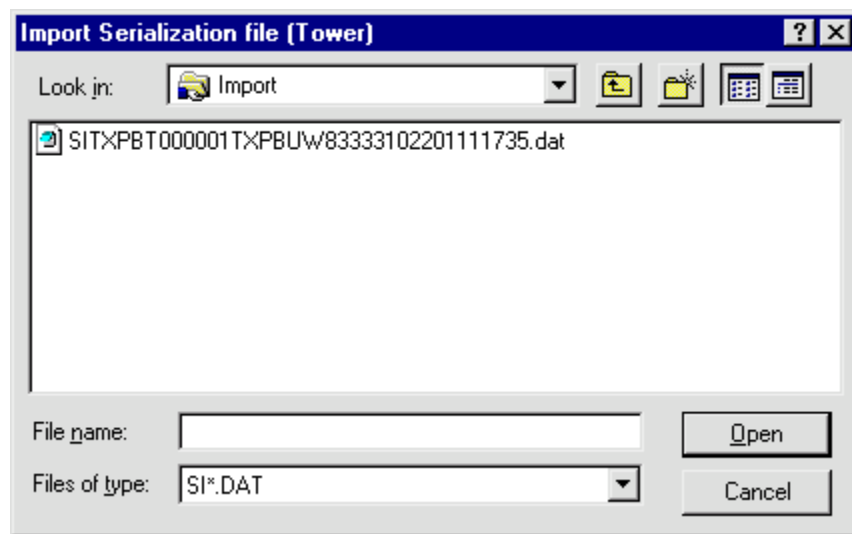 Import Serialization file (Tower)
Look in: Import
SITXPBT000001TXPBUW83333102201111735.dat
File name:
Open
Files of type: SI*.DAT
Cancel